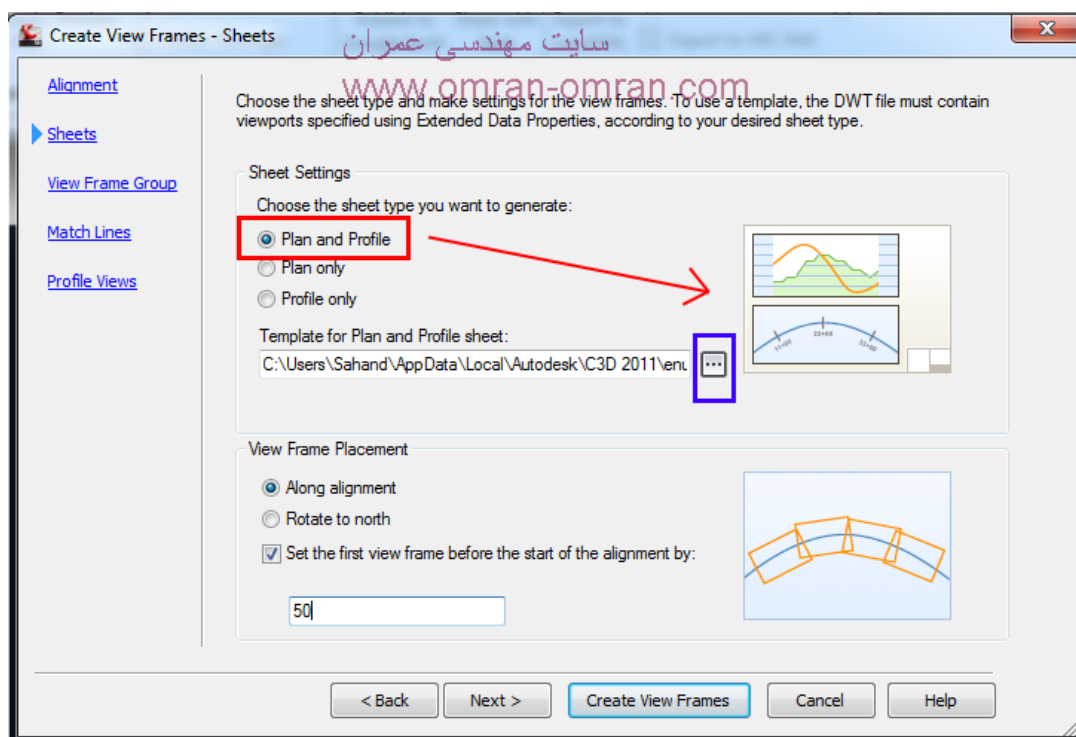 Create View Frames - Sheets
سایت مهندسی عمران
www.omran-omran.com
Alignment
Sheets
View Frame Group
Match Lines
Profile Views
Choose the sheet type and make settings for the view frames. To use a template, the DWT file must contain
viewports specified using Extended Data Properties, according to your desired sheet type.
Sheet Settings
Choose the sheet type you want to generate:
Plan and Profile
Plan only
Profile only
Template for Plan and Profile sheet:
C:\Users\Sahand\AppData\Local\Autodesk\C3D 2011\enu
...
View Frame Placement
Along alignment
Rotate to north
Set the first view frame before the start of the alignment by:
50
< Back
Next >
Create View Frames
Cancel
Help